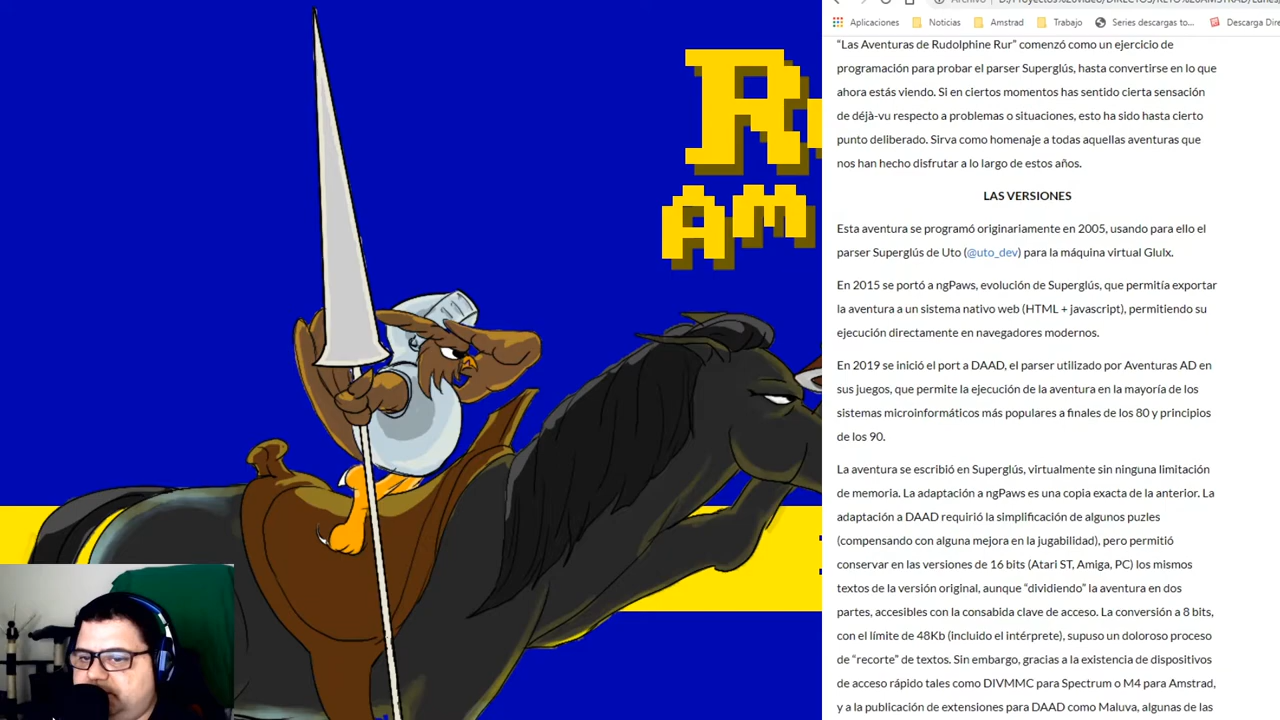 R
AM
Aplicaciones Noticias Amstrad Trabajo Series descargas to... Descarga Dire
“Las Aventuras de Rudolphine Rur” comenzó como un ejercicio de
programación para probar el parser Superglús, hasta convertirse en lo que
ahora estás viendo. Si en ciertos momentos has sentido cierta sensación
de déjà-vu respecto a problemas o situaciones, esto ha sido hasta cierto
punto deliberado. Sirva como homenaje a todas aquellas aventuras que
nos han hecho disfrutar a lo largo de estos años.
LAS VERSIONES
Esta aventura se programó originariamente en 2005, usando para ello el
parser Superglús de Uto (@uto_dev) para la máquina virtual Glulx.
En 2015 se portó a ngPaws, evolución de Superglús, que permitía exportar
la aventura a un sistema nativo web (HTML + javascript), permitiendo su
ejecución directamente en navegadores modernos.
En 2019 se inició el port a DAAD, el parser utilizado por Aventuras AD en
sus juegos, que permite la ejecución de la aventura en la mayoría de los
sistemas microinformáticos más populares a finales de los 80 y principios
de los 90.
La aventura se escribió en Superglús, virtualmente sin ninguna limitación
de memoria. La adaptación a ngPaws es una copia exacta de la anterior. La
adaptación a DAAD requirió la simplificación de algunos puzles
(compensando con alguna mejora en la jugabilidad), pero permitió
conservar en las versiones de 16 bits (Atari ST, Amiga, PC) los mismos
textos de la versión original, aunque “dividiendo” la aventura en dos
partes, accesibles con la consabida clave de acceso. La conversión a 8 bits,
con el límite de 48Kb (incluido el intérprete), supuso un doloroso proceso
de “recorte” de textos. Sin embargo, gracias a la existencia de dispositivos
de acceso rápido tales como DIVMMC para Spectrum o M4 para Amstrad,
y a la publicación de extensiones para DAAD como Maluva, algunas de las